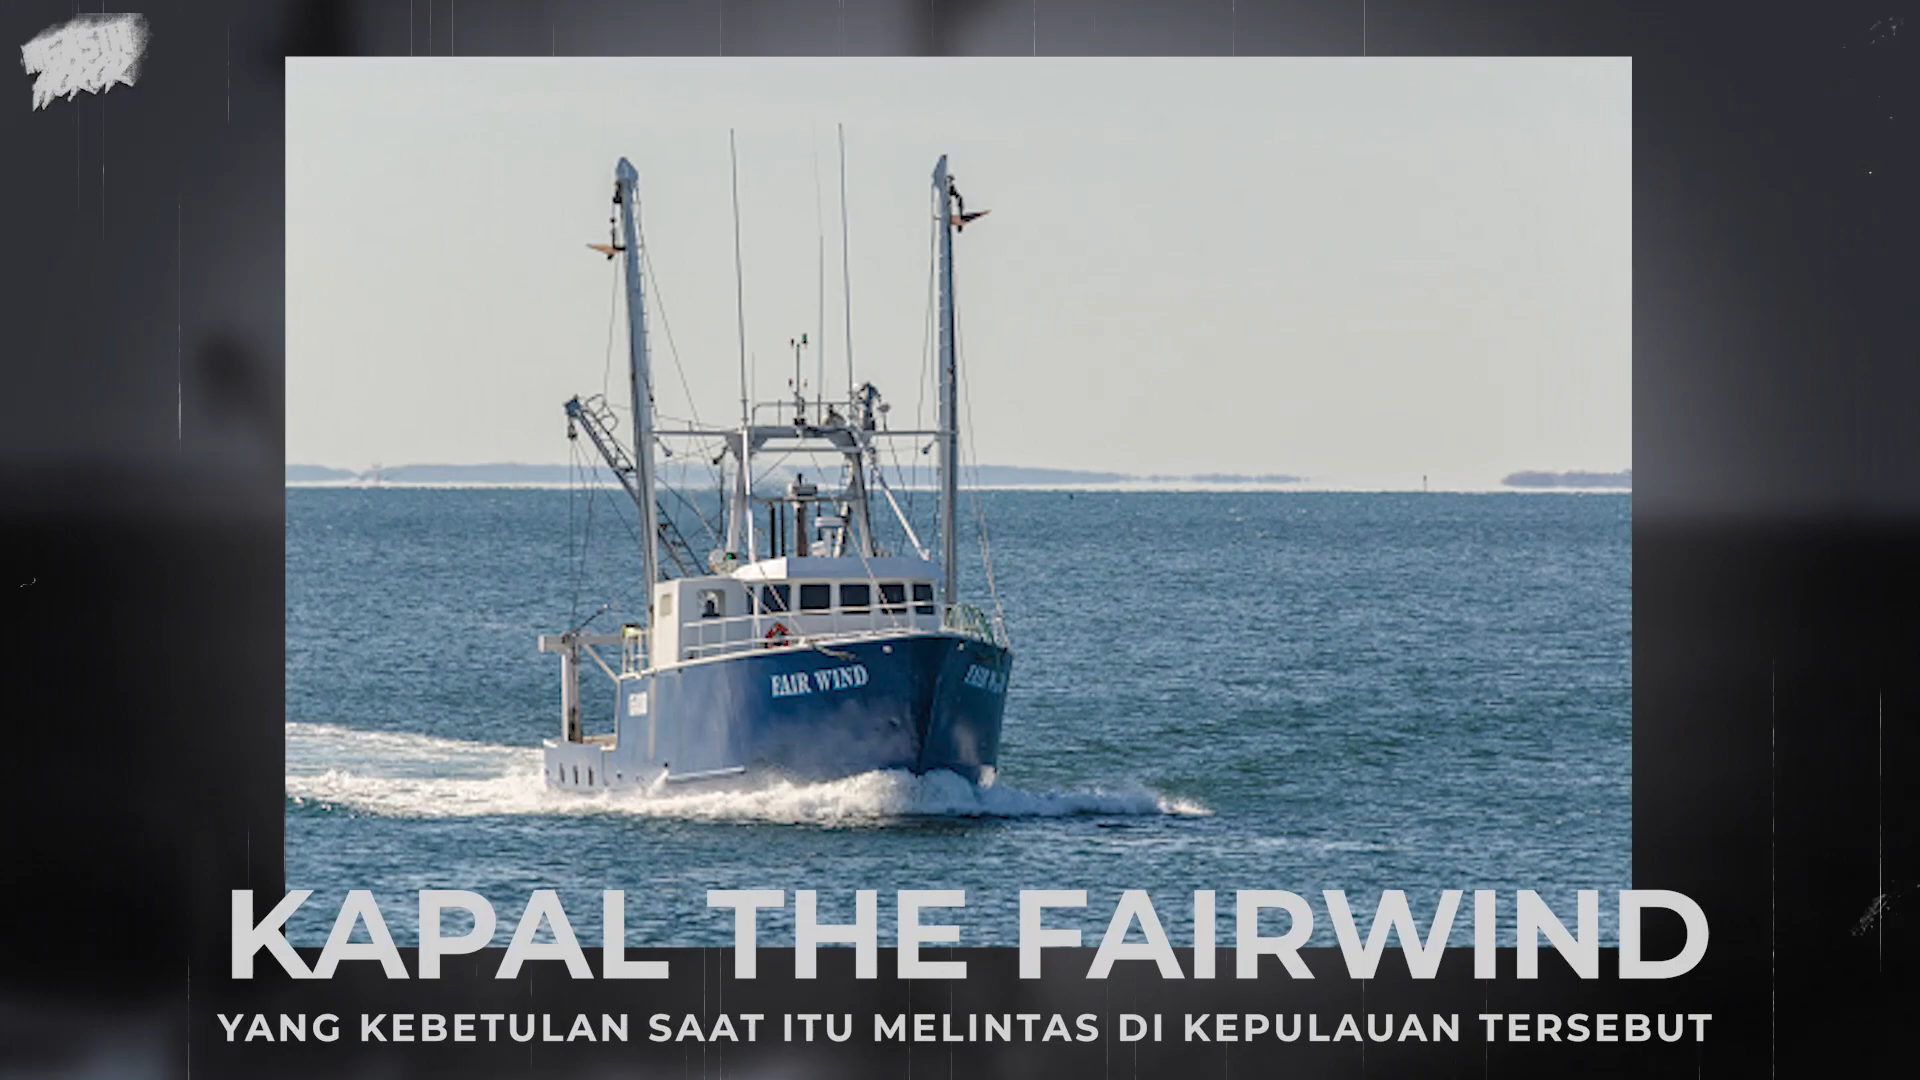 FAIR WIND
KAPAL THE FAIRWIND
YANG KEBETULAN SAAT ITU MELINTAS DI KEPULAUAN TERSEBUT